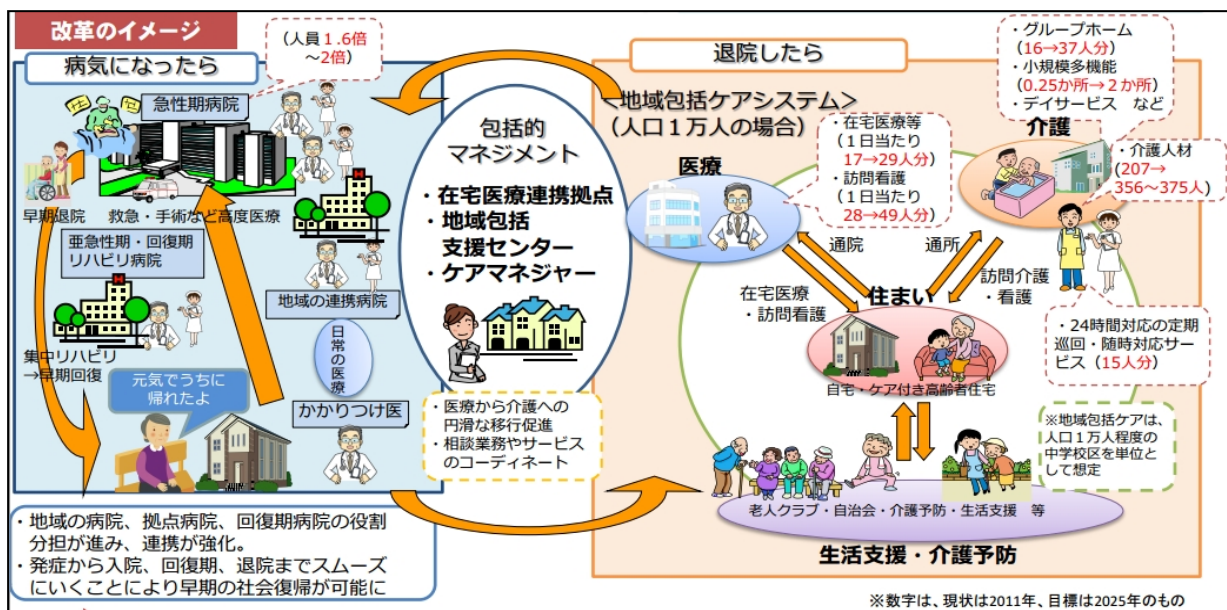 改革のイメージ
病気になったら
(人員1.6倍
～2倍)
急性期病院
早期退院
救急・手術など高度医療
亜急性期・回復期
リハビリ病院
地域の連携病院
集中リハビリ
→早期回復
日常の医療
元気でうちに
帰れたよ
かかりつけ医
・地域の病院、拠点病院、回復期病院の役割
分担が進み、連携が強化。
・発症から入院、回復期、退院までスムーズ
にいくことにより早期の社会復帰が可能に
包括的
マネジメント
・在宅医療連携拠点
・地域包括
支援センター
・ケアマネジャー
・医療から介護への
円滑な移行促進
・相談業務やサービス
のコーディネート
退院したら
＜地域包括ケアシステム＞
(人口1万人の場合)
医療
・在宅医療等
(1日当たり
17→29人分)
・訪問看護
(1日当たり
28→49人分)
・グループホーム
(16→37人分)
・小規模多機能
(0.25か所→2か所)
・デイサービス など
介護
・介護人材
(207→
356～375人)
通院
通所
在宅医療
・訪問看護
住まい
訪問介護
・看護
自宅・ケア付き高齢者住宅
・24時間対応の定期
巡回・随時対応サー
ビス(15人分)
※地域包括ケアは、
人口1万人程度の
中学校区を単位と
して想定
老人クラブ・自治会・介護予防・生活支援 等
生活支援・介護予防
※数字は、現状は2011年、目標は2025年のもの